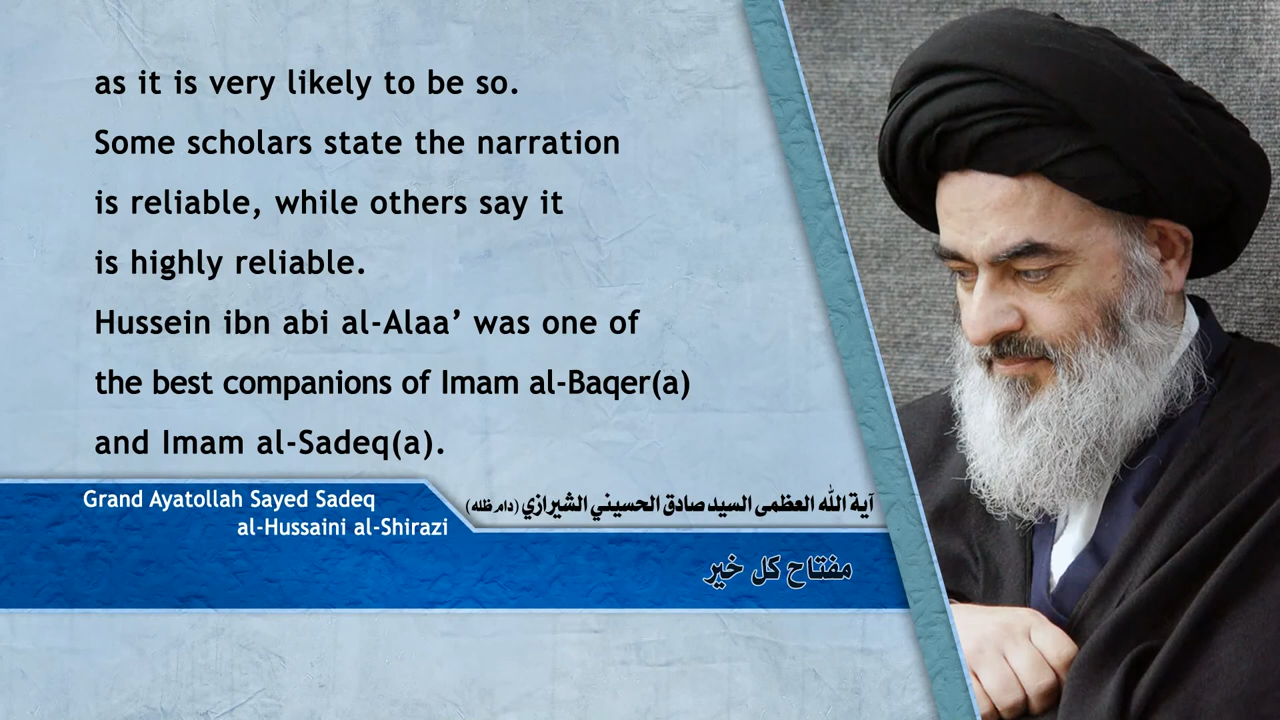 as it is very likely to be so.
Some scholars state the narration
is reliable, while others say it
is highly reliable.
Hussein ibn abi al-Alaa’ was one of
the best companions of Imam al-Baqer(a)
and Imam al-Sadeq(a).
Grand Ayatollah Sayed Sadeq
al-Hussaini al-Shirazi
آية الله العظمى السيد صادق الحسيني الشيرازي (دام ظله)
مفتاح كل خير